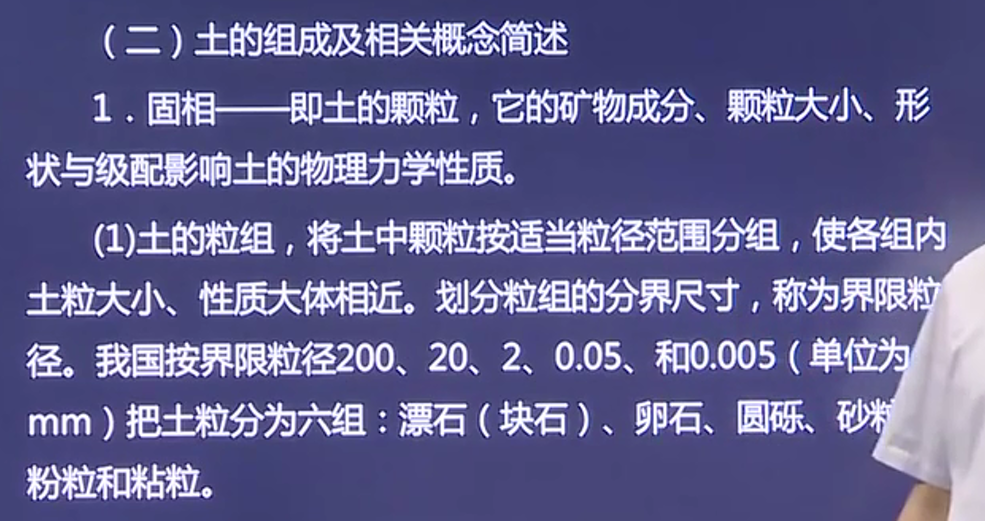 （二）土的组成及相关概念简述
1．固相——即土的颗粒，它的矿物成分、颗粒大小、形
状与级配影响土的物理力学性质。
(1)土的粒组，将土中颗粒按适当粒径范围分组，使各组内
土粒大小、性质大体相近。划分粒组的分界尺寸，称为界限粒
径。我国按界限粒径200、20、2、0.05、和0.005（单位为
mm）把土粒分为六组：漂石（块石）、卵石、圆砾、砂粒
粉粒和粘粒。